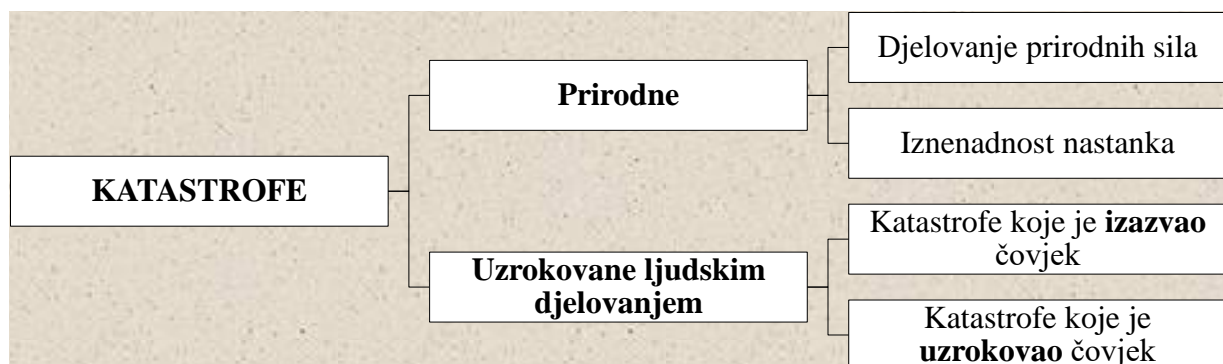 KATASTROFE
Prirodne
Djelovanje prirodnih sila
Iznenadnost nastanka
Uzrokovane ljudskim
djelovanjem
Katastrofe koje je izazvao
čovjek
Katastrofe koje je
uzrokovao čovjek